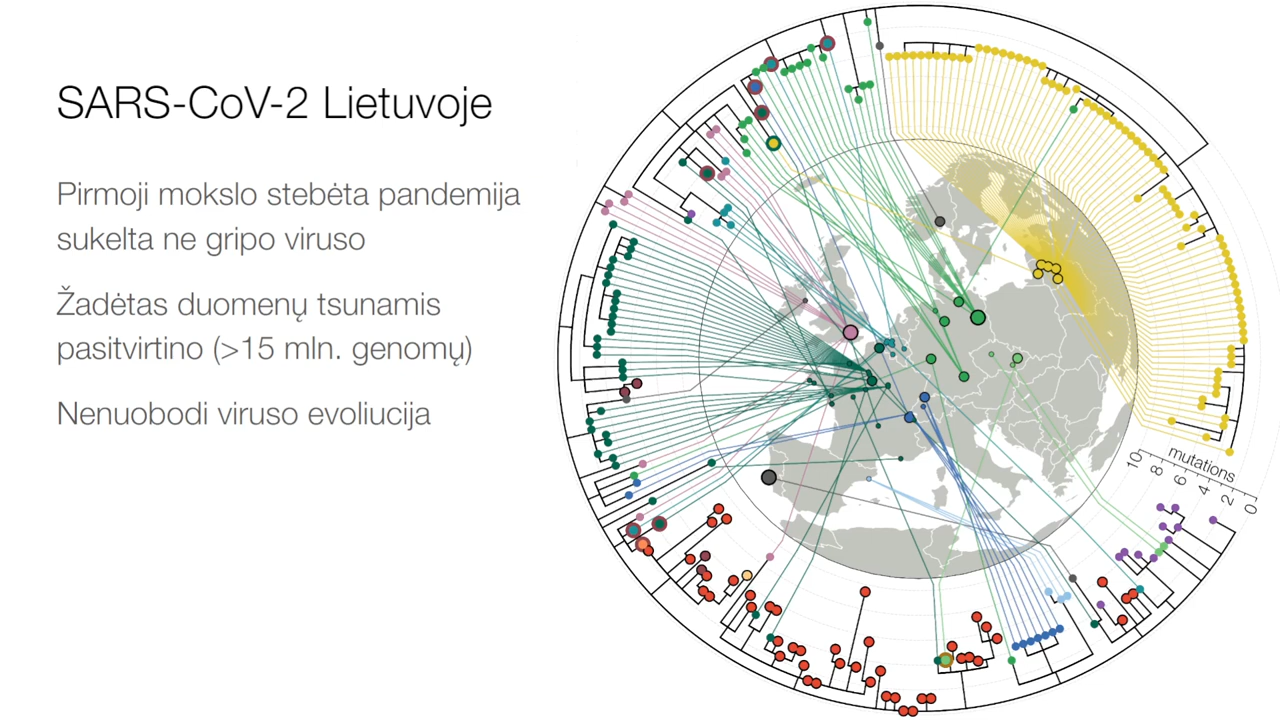 SARS-CoV-2 Lietuvoje
Pirmoji mokslo stebėta pandemija
sukelta ne gripo viruso
Žadėtas duomenų tsunamis
pasitvirtino (>15 mln. genomų)
Nenuobodi viruso evoliucija
mutations
10
8
6
4
2
0